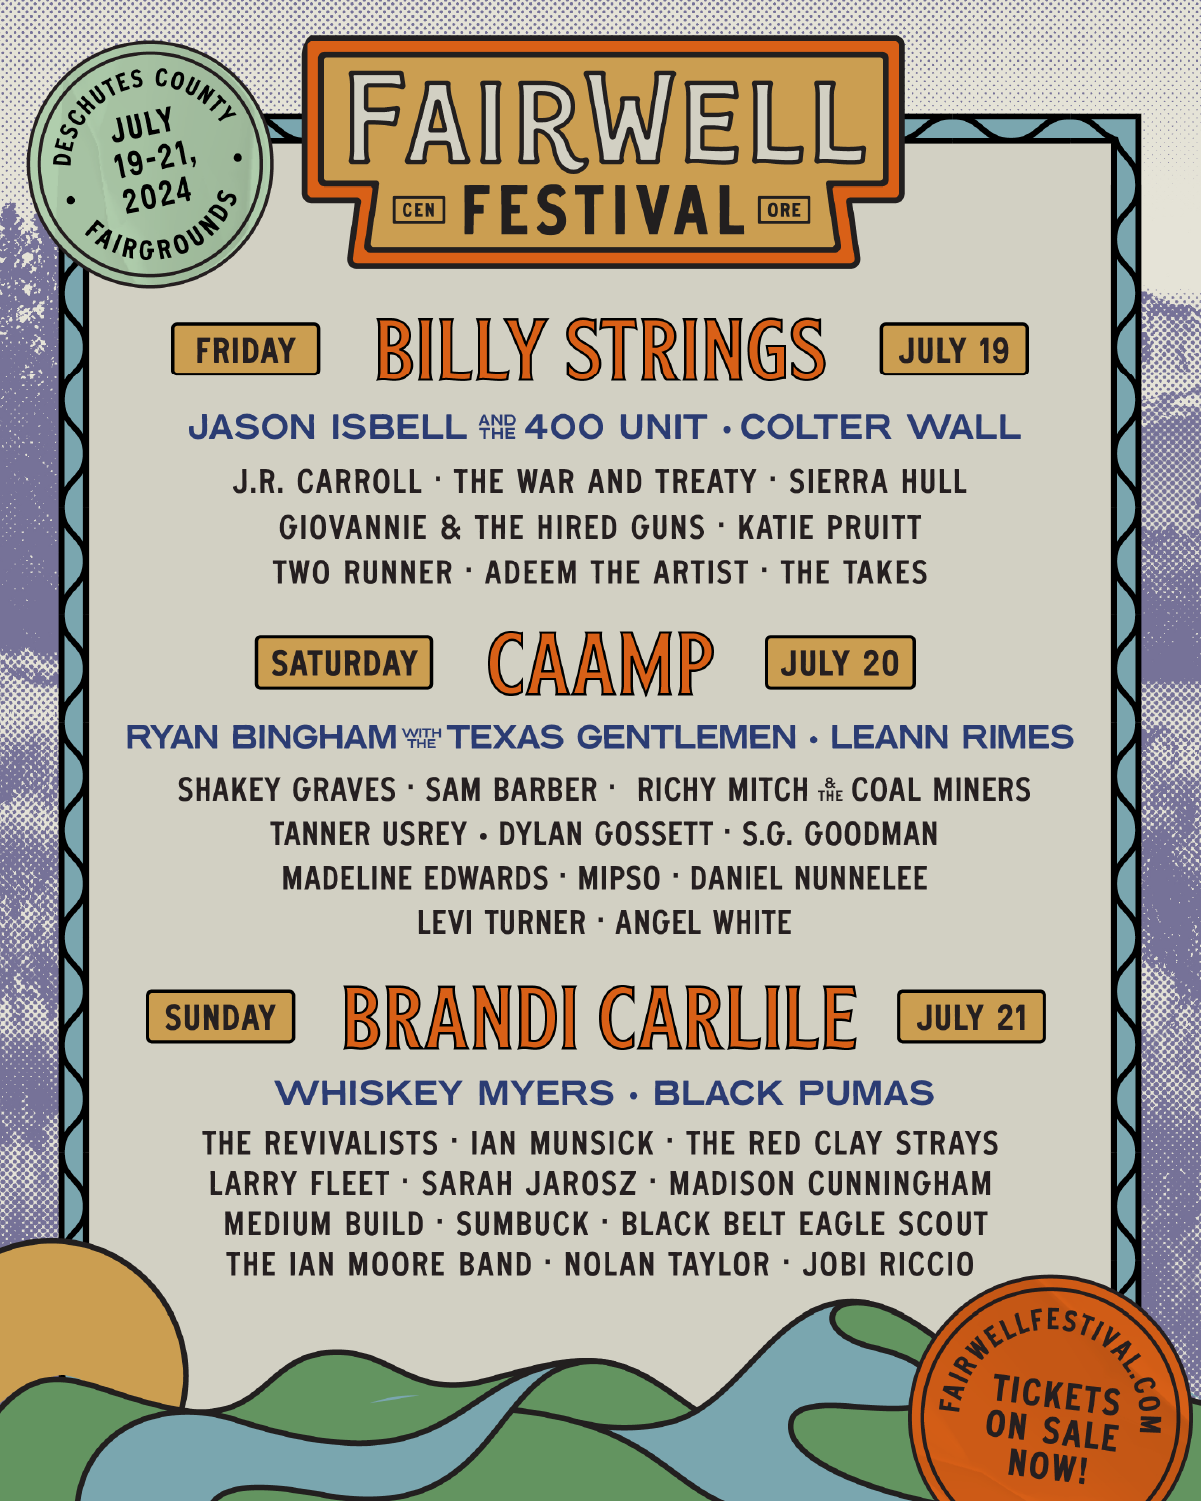 DESCHUTES COUNTY
JULY
19-21,
2024
FAIRGROUNDS
FAIRWELL
CEN FESTIVAL ORE
FRIDAY BILLY STRINGS JULY 19
JASON ISBELL AND THE 400 UNIT • COLTER WALL
J.R. CARROLL · THE WAR AND TREATY · SIERRA HULL
GIOVANNIE & THE HIRED GUNS · KATIE PRUITT
TWO RUNNER · ADEEM THE ARTIST · THE TAKES
SATURDAY CAAMP JULY 20
RYAN BINGHAM WITH THE TEXAS GENTLEMEN • LEANN RIMES
SHAKEY GRAVES · SAM BARBER · RICHY MITCH & THE COAL MINERS
TANNER USREY • DYLAN GOSSETT · S.G. GOODMAN
MADELINE EDWARDS · MIPSO · DANIEL NUNNELEE
LEVI TURNER · ANGEL WHITE
SUNDAY BRANDI CARLILE JULY 21
WHISKEY MYERS • BLACK PUMAS
THE REVIVALISTS · IAN MUNSICK · THE RED CLAY STRAYS
LARRY FLEET · SARAH JAROSZ · MADISON CUNNINGHAM
MEDIUM BUILD · SUMBUCK · BLACK BELT EAGLE SCOUT
THE IAN MOORE BAND · NOLAN TAYLOR · JOBI RICCIO
FAIRWELLFESTIVAL.COM
TICKETS
ON SALE
NOW!